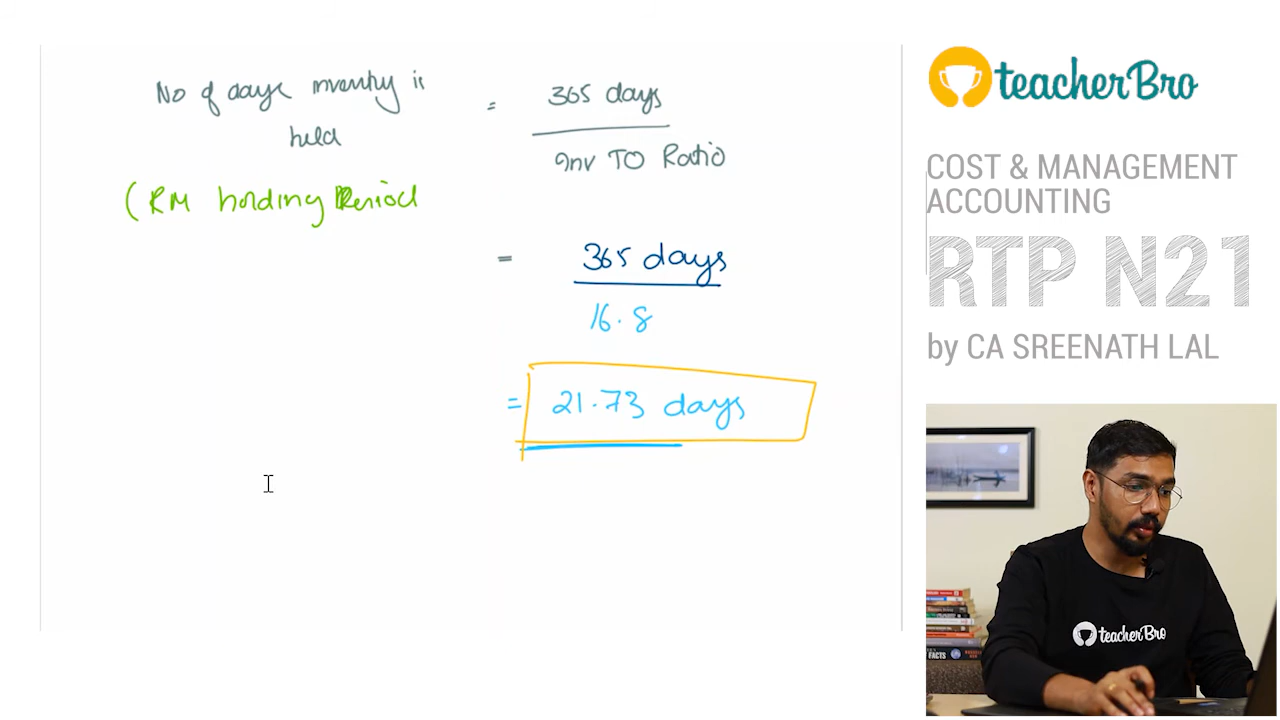 No of days inventory is
held
= 365 days
Inv TO Ratio
(RM holding Period
= 365 days
16.8
= 21.73 days
teacherBro
COST & MANAGEMENT
ACCOUNTING
RTP N21
by CA SREENATH LAL
teacherBro
FACTS